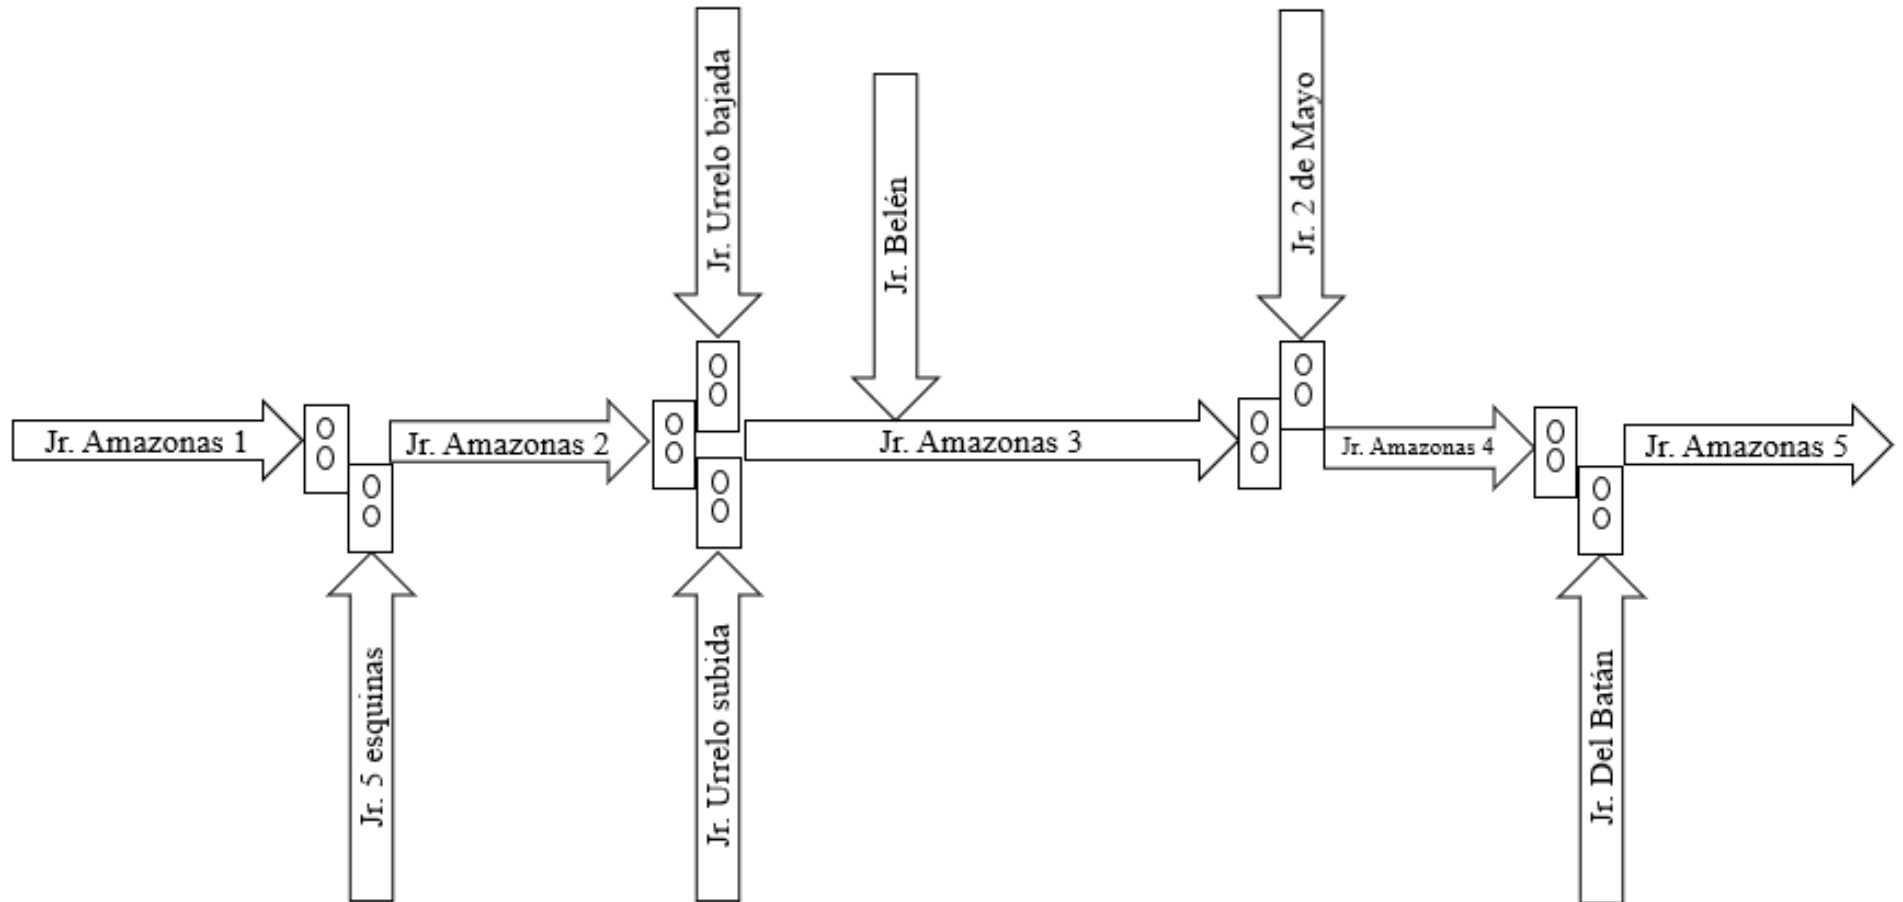 Jr. Urrelo bajada
Jr. Belén
Jr. 2 de Mayo
Jr. Amazonas 1
Jr. Amazonas 2
Jr. Amazonas 3
Jr. Amazonas 4
Jr. Amazonas 5
Jr. 5 esquinas
Jr. Urrelo subida
Jr. Del Batán